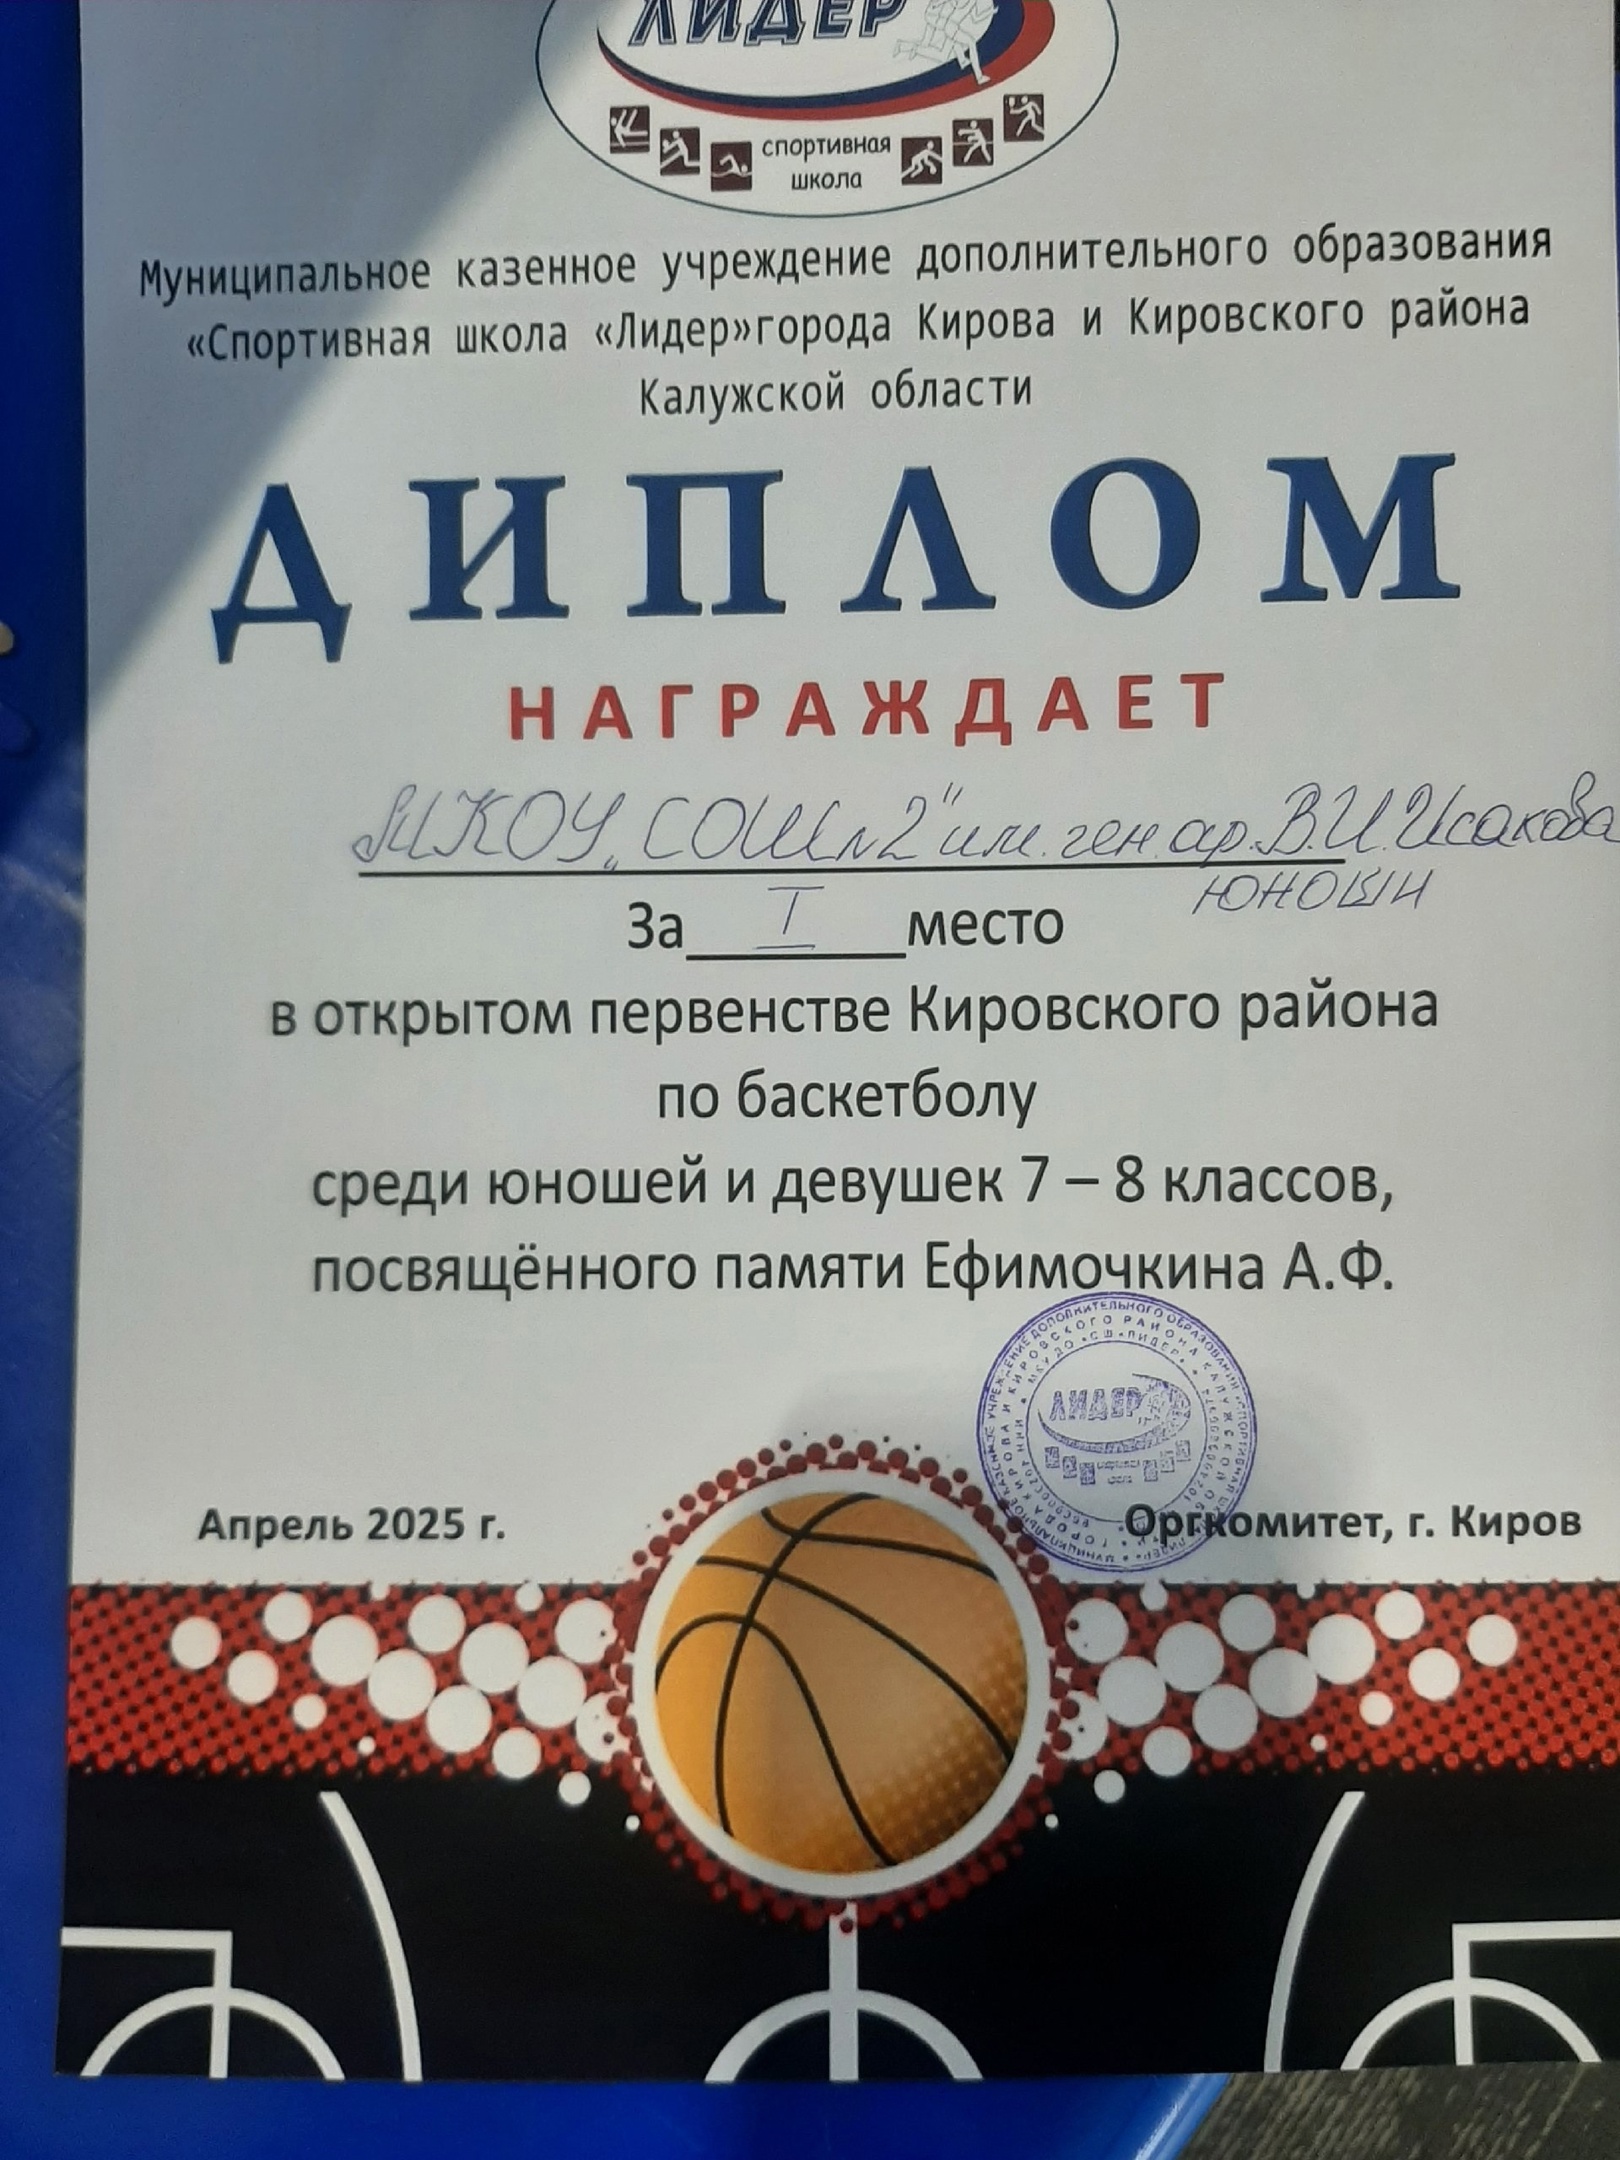 ЛИДЕР
спортивная
школа
Муниципальное казенное учреждение дополнительного образования
«Спортивная школа «Лидер»города Кирова и Кировского района
Калужской области
ДИПЛОМ
НАГРАЖДАЕТ
МКОУ „СОШ №2" им. ген. ар. В.И. Исакова
ЮНОШИ
За I место
в открытом первенстве Кировского района
по баскетболу
среди юношей и девушек 7 – 8 классов,
посвящённого памяти Ефимочкина А.Ф.
ЛИДЕР
Апрель 2025 г.
Оргкомитет, г. Киров